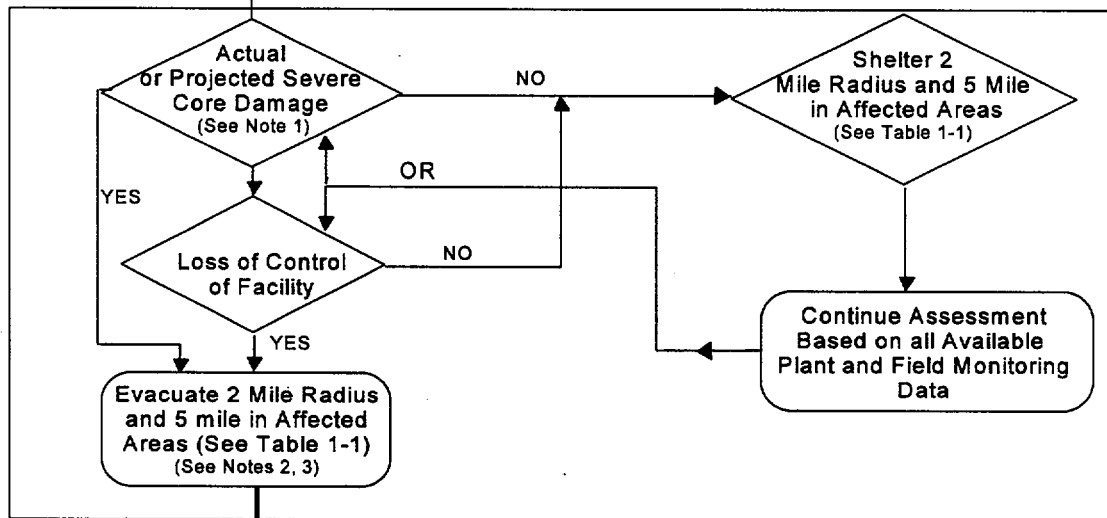 Actual
or Projected Severe
Core Damage
(See Note 1)
NO
Shelter 2
Mile Radius and 5 Mile
in Affected Areas
(See Table 1-1)
YES
OR
Loss of Control
of Facility
NO
YES
Continue Assessment
Based on all Available
Plant and Field Monitoring
Data
Evacuate 2 Mile Radius
and 5 mile in Affected
Areas (See Table 1-1)
(See Notes 2, 3)